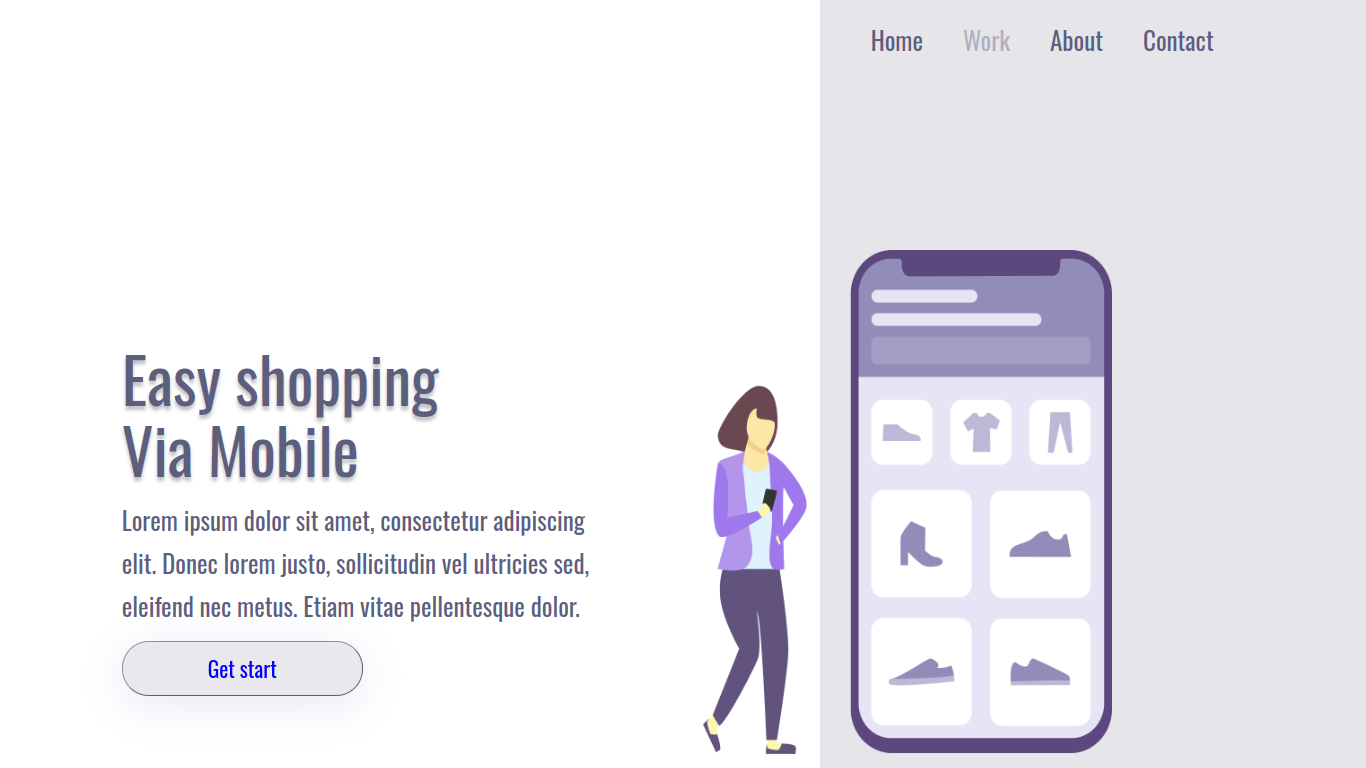 Home Work About Contact
Easy shopping
Via Mobile
Lorem ipsum dolor sit amet, consectetur adipiscing
elit. Donec lorem justo, sollicitudin vel ultricies sed,
eleifend nec metus. Etiam vitae pellentesque dolor.
Get start